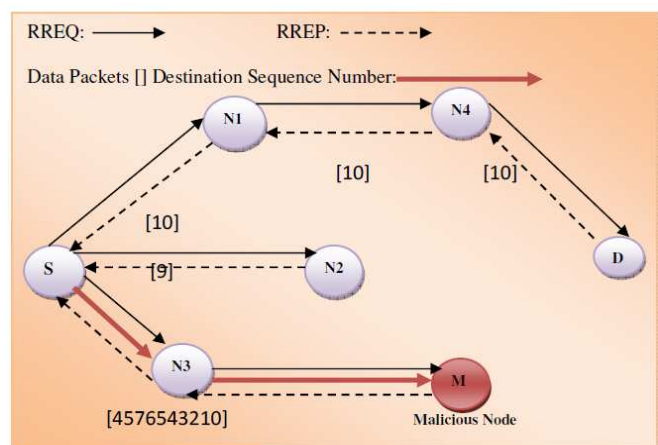 RREQ: RREP:
Data Packets [] Destination Sequence Number:
N1
N4
[10]
[10]
[10]
S
[9]
N2
D
N3
M
[4576543210]
Malicious Node